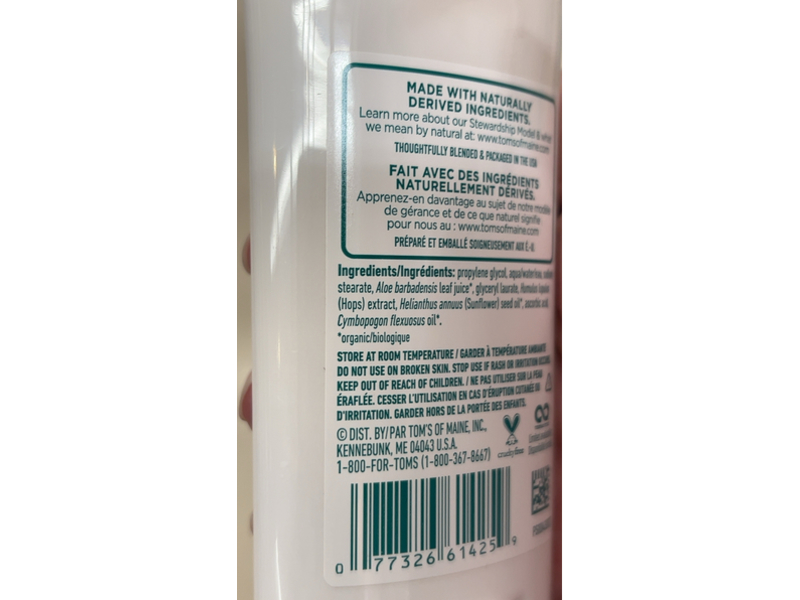 MADE WITH NATURALLY
DERIVED INGREDIENTS.
Learn more about our Stewardship Model &
we mean by natural at: www.tomsofmaine.com
THOUGHTFULLY BLENDED & PACKAGED IN THE USA
FAIT AVEC DES INGRÉDIENTS
NATURELLEMENT DÉRIVÉS.
Apprenez-en davantage au sujet de notre modèle
de gérance et de ce que naturel signifie
pour nous au : www.tomsofmaine.com
PRÉPARÉ ET EMBALLÉ SOIGNEUSEMENT AUX É.-U.
Ingredients/Ingrédients: propylene glycol, aqua/water/eau, sodium
stearate, Aloe barbadensis leaf juice*, glyceryl laurate, Humulus lupulus
(Hops) extract, Helianthus annuus (Sunflower) seed oil*, ascorbic acid,
Cymbopogon flexuosus oil*.
*organic/biologique
STORE AT ROOM TEMPERATURE / GARDER À TEMPÉRATURE AMBIANTE
DO NOT USE ON BROKEN SKIN. STOP USE IF RASH OR IRRITATION OCCURS.
KEEP OUT OF REACH OF CHILDREN. / NE PAS UTILISER SUR LA PEAU
ÉRAFLÉE. CESSER L'UTILISATION EN CAS D'ÉRUPTION CUTANÉE OU
D'IRRITATION. GARDER HORS DE LA PORTÉE DES ENFANTS.
© DIST. BY/PAR TOM'S OF MAINE, INC.,
KENNEBUNK, ME 04043 U.S.A.
1-800-FOR-TOMS (1-800-367-8667)
crueltyfree
0 77326 61425 9